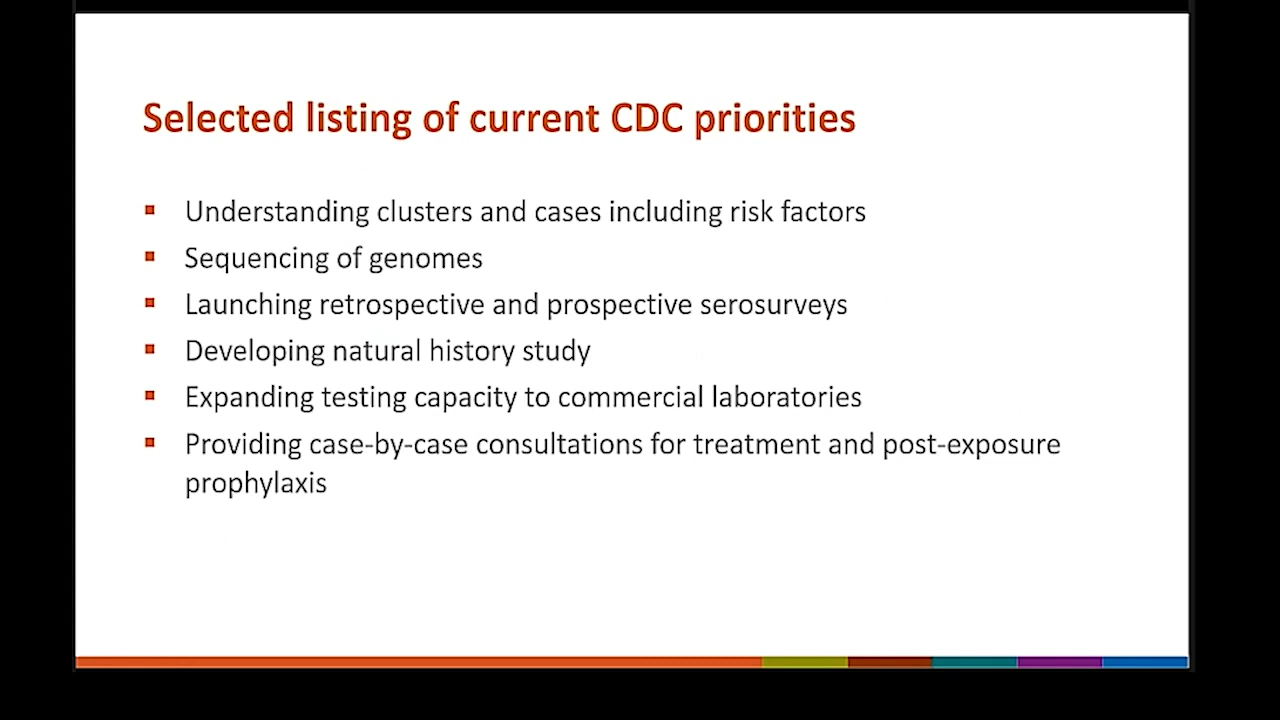 Selected listing of current CDC priorities
▪ Understanding clusters and cases including risk factors
▪ Sequencing of genomes
▪ Launching retrospective and prospective serosurveys
▪ Developing natural history study
▪ Expanding testing capacity to commercial laboratories
▪ Providing case-by-case consultations for treatment and post-exposure
prophylaxis